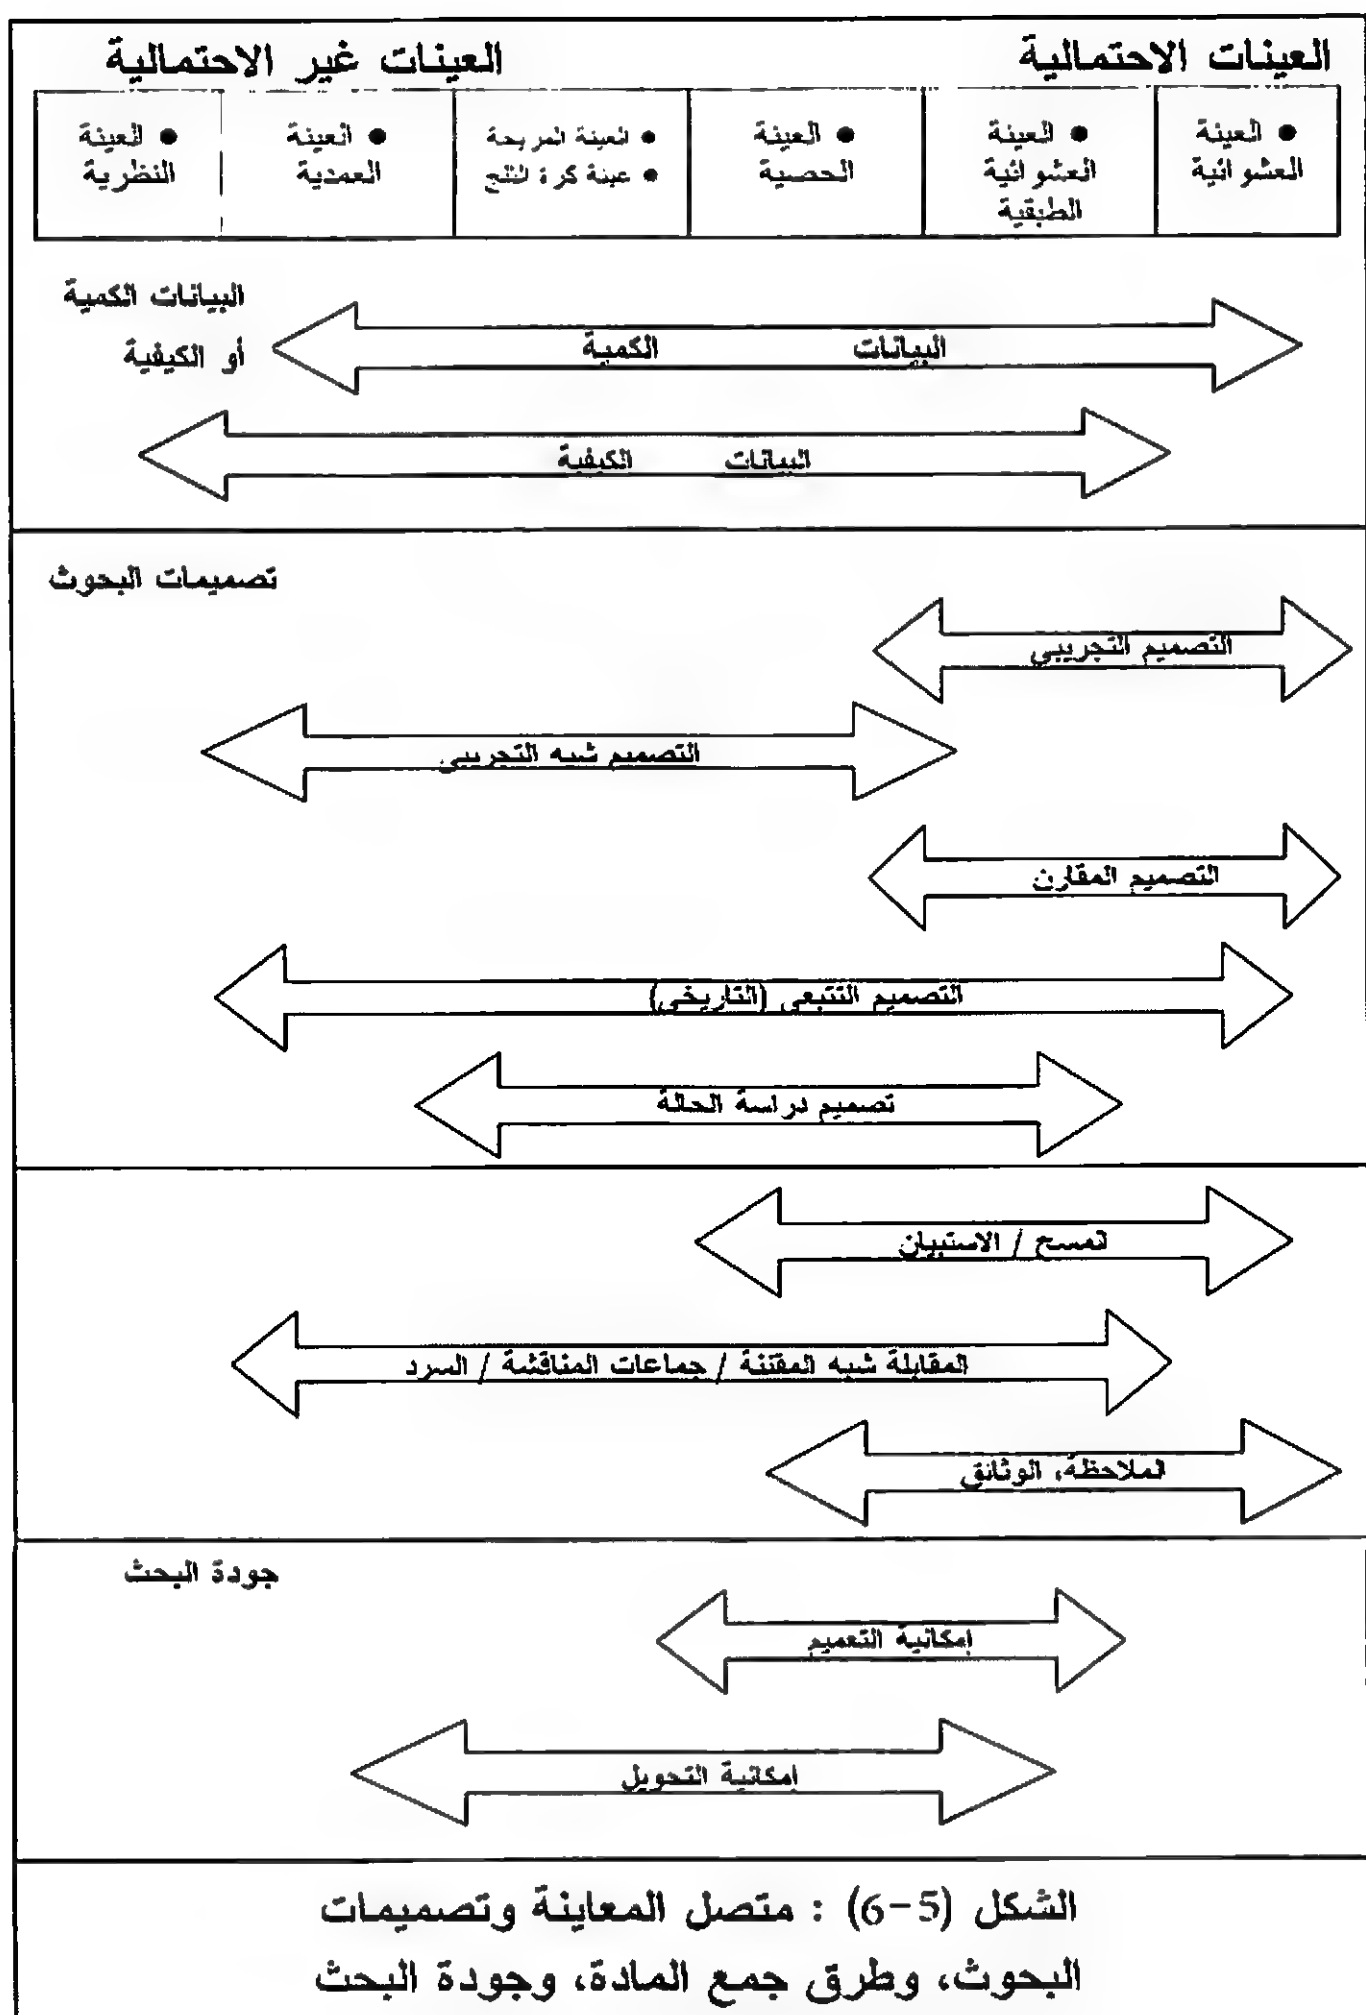 العينات الاحتمالية
العينات غير الاحتمالية
● العينة
العشوائية
● العينة
العشوائية
الطبقية
● العينة
الحصية
● العينة المريحة
● عينة كرة الثلج
● العينة
العمدية
● العينة
النظرية
البيانات الكمية
أو الكيفية
البيانات الكمية
البيانات الكيفية
تصميمات البحوث
التصميم التجريبي
التصميم شبه التجريبي
التصميم المقارن
التصميم التتبعى (التاريخى)
تصميم دراسة الحالة
المسح / الاستبيان
المقابلة شبه المقننة / جماعات المناقشة / السرد
الملاحظة، الوثائق
جودة البحث
إمكانية التعميم
إمكانية التحويل
الشكل (5-6) : متصل المعاينة وتصميمات
البحوث، وطرق جمع المادة، وجودة البحث